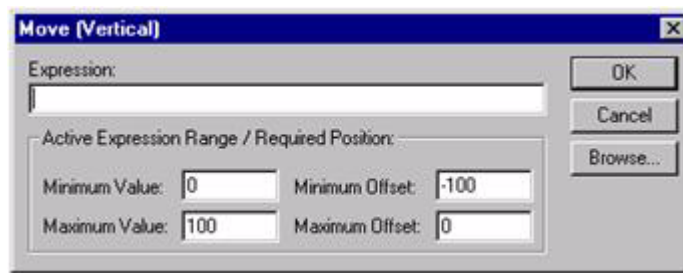 Move (Vertical)
Expression:
OK
Cancel
Browse...
Active Expression Range / Required Position:
Minimum Value: 0 Minimum Offset: -100
Maximum Value: 100 Maximum Offset: 0